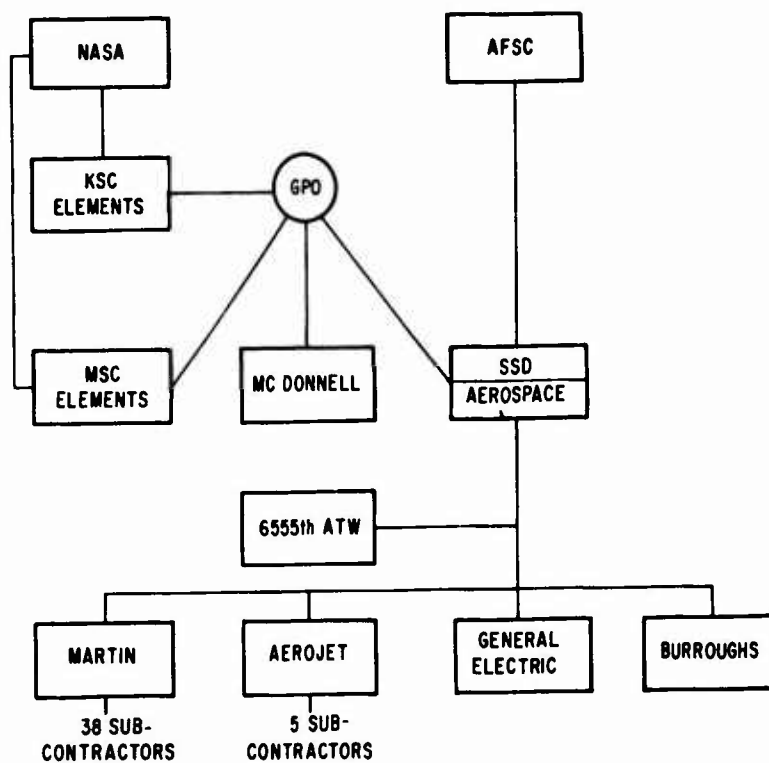 NASA
AFSC
KSC
ELEMENTS
GPO
MSC
ELEMENTS
MC DONNELL
SSD
AEROSPACE
6555th ATW
MARTIN
AEROJET
GENERAL
ELECTRIC
BURROUGHS
38 SUB-
CONTRACTORS
5 SUB-
CONTRACTORS